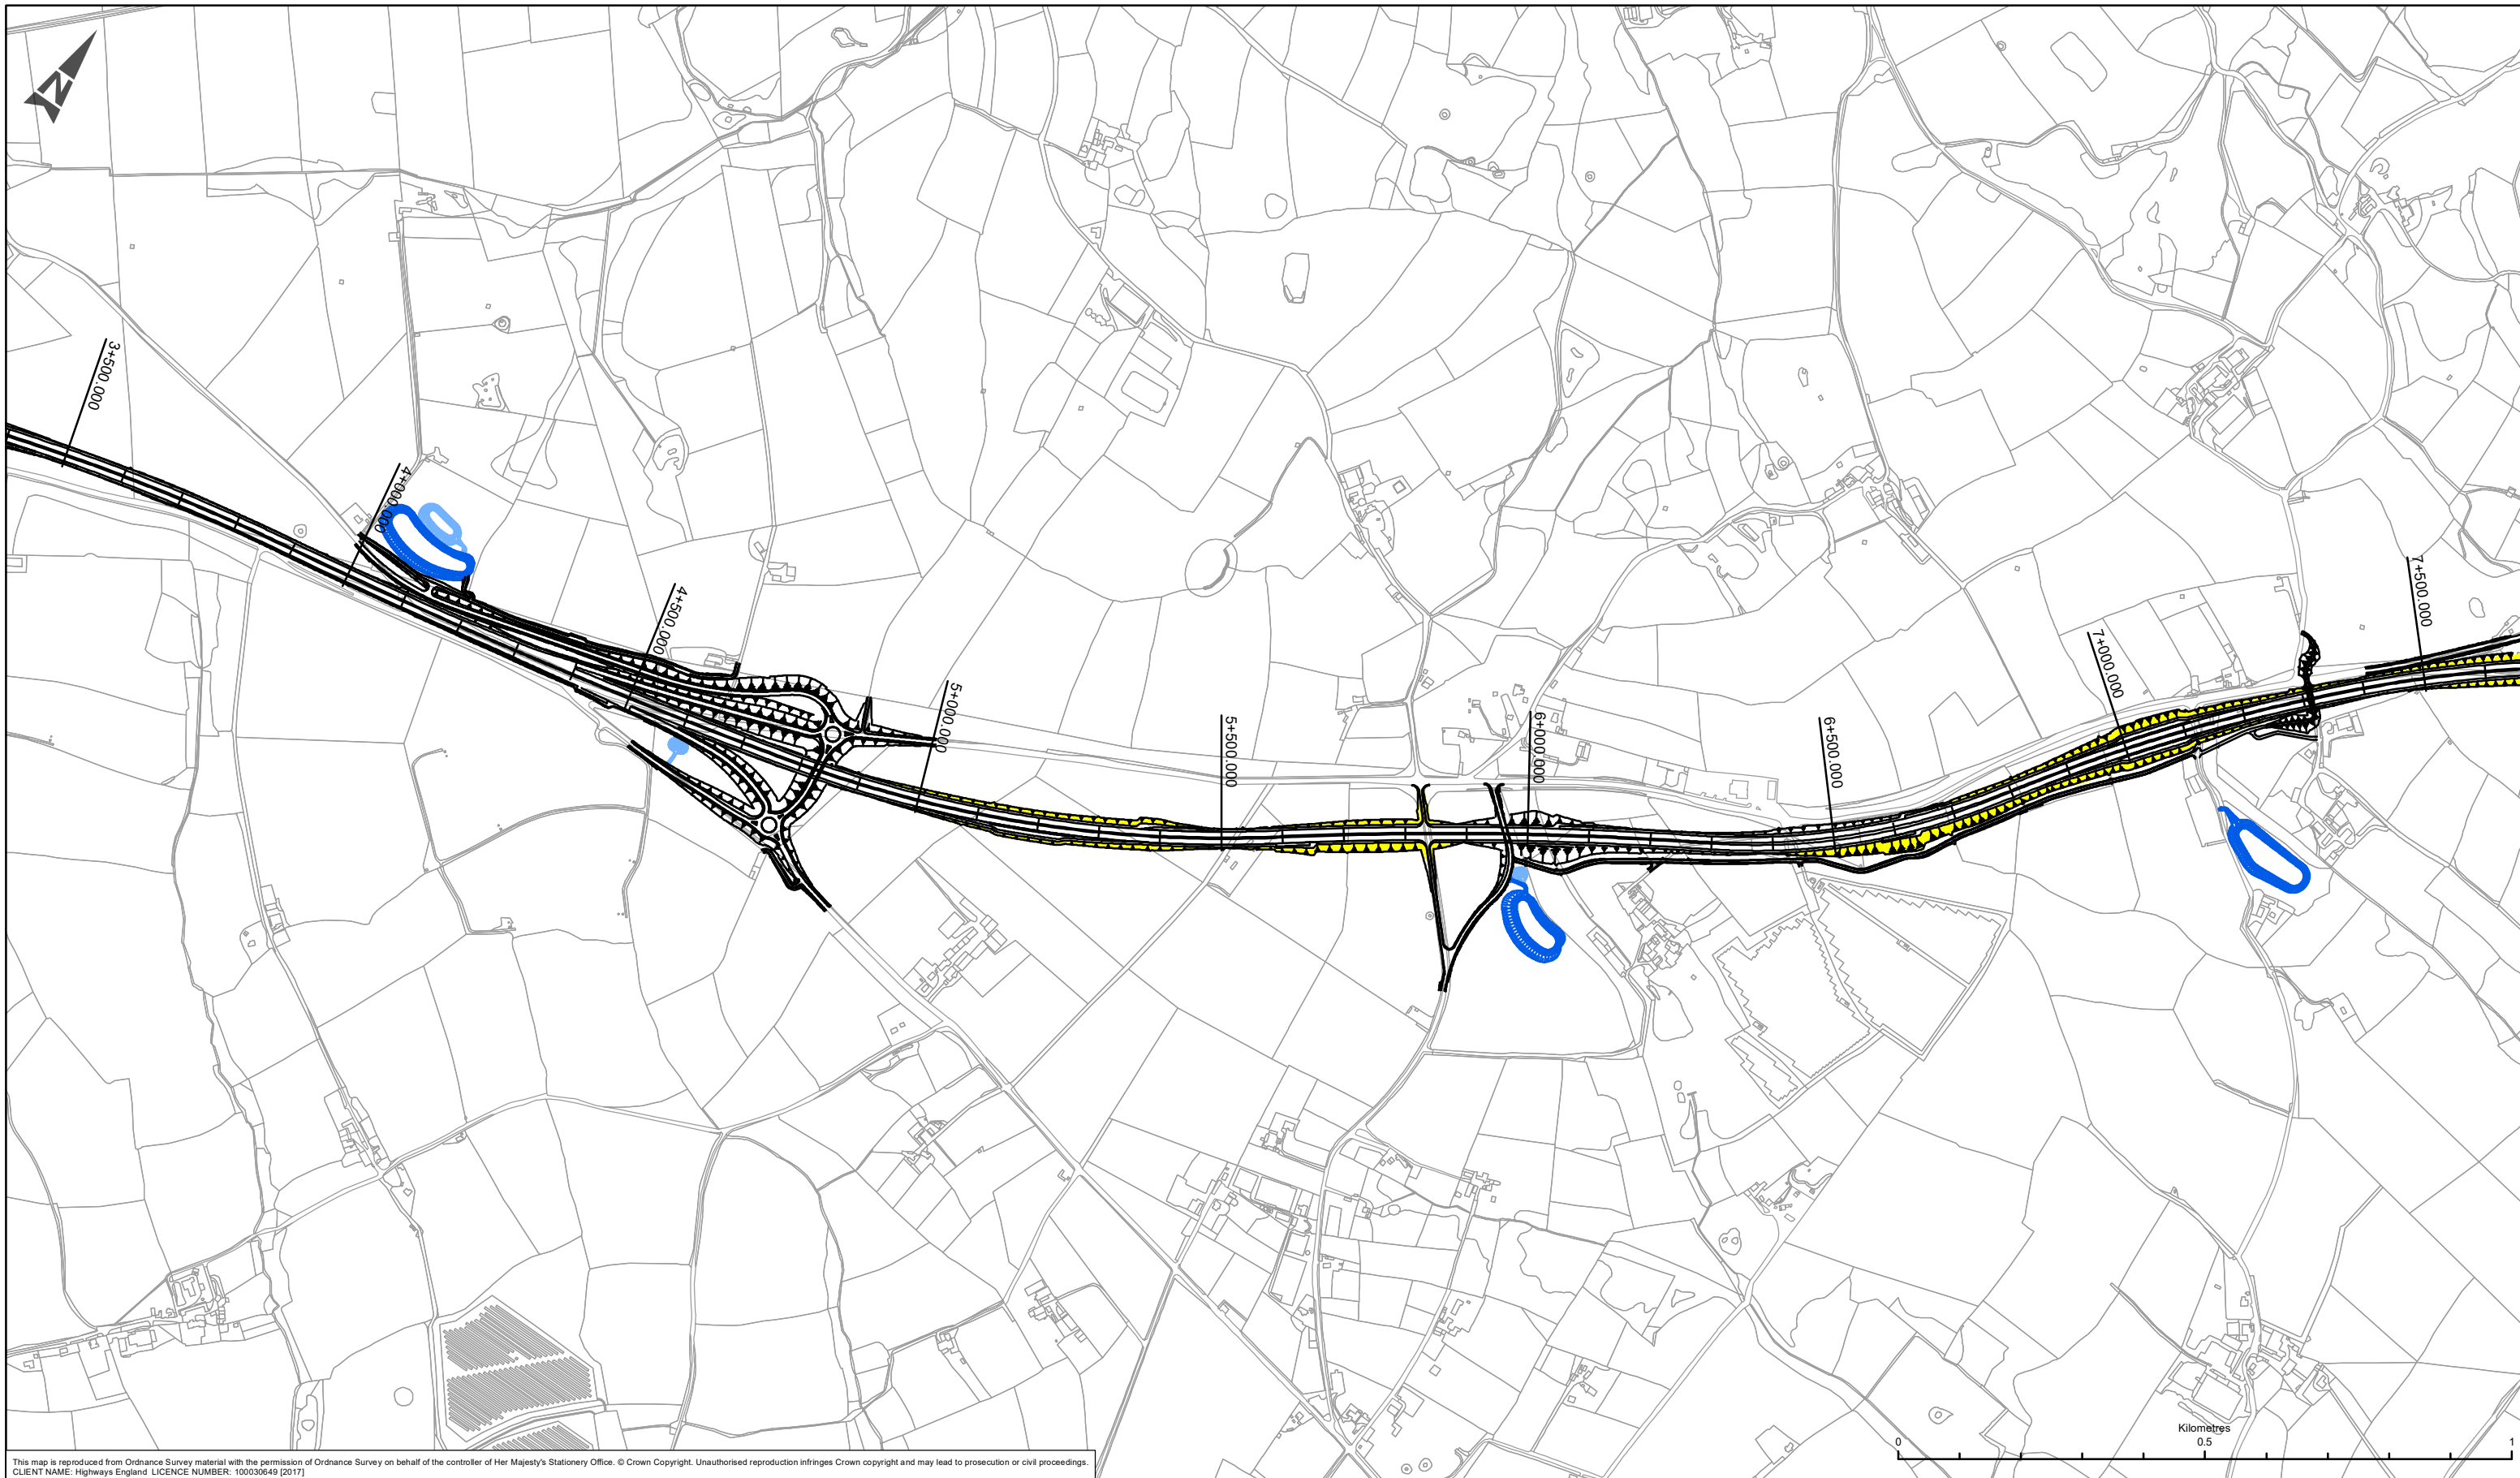 N
3+500.000
4+000.000
4+500.000
5+000.000
5+500.000
6+000.000
6+500.000
7+000.000
7+500.000
Kilometres
0 0.5 1
This map is reproduced from Ordnance Survey material with the permission of Ordnance Survey on behalf of the controller of Her Majesty's Stationery Office. © Crown Copyright. Unauthorised reproduction infringes Crown copyright and may lead to prosecution or civil proceedings.
CLIENT NAME: Highways England LICENCE NUMBER: 100030649 [2017]